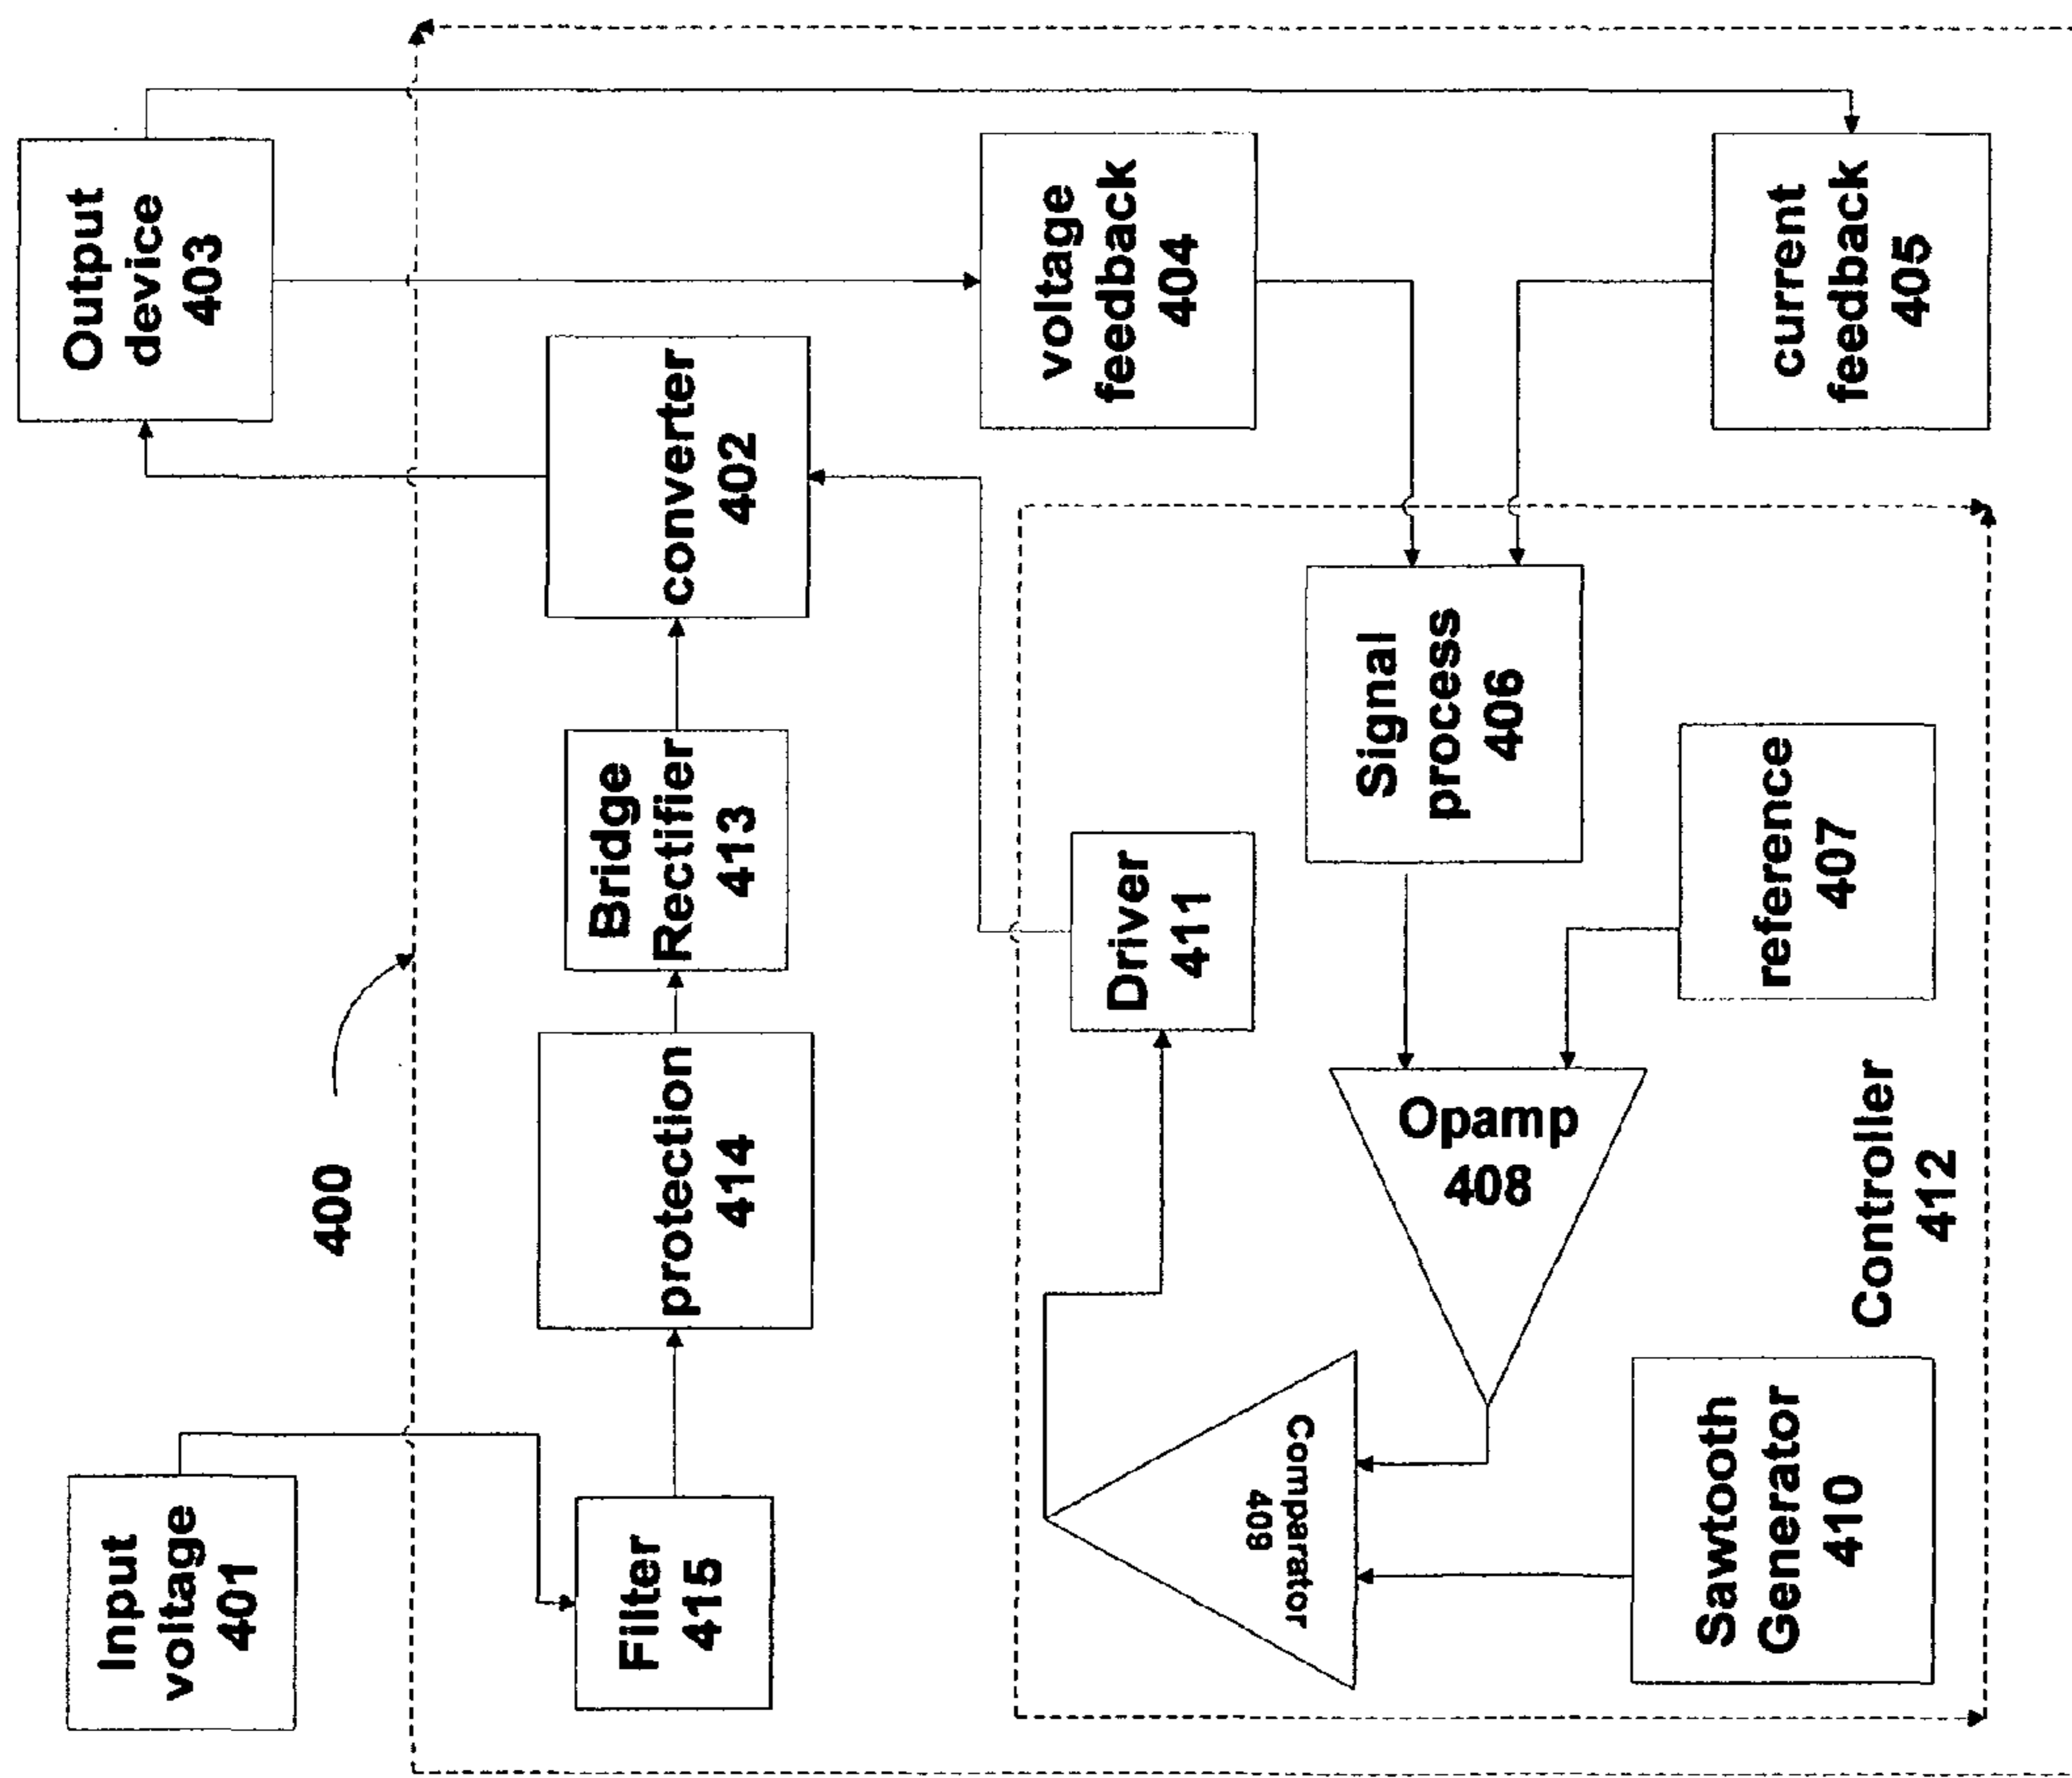 Input
voltage
401
Output
device
403
400
Filter
415
protection
414
Bridge
Rectifier
413
converter
402
Driver
411
voltage
feedback
404
Comparator
409
Opamp
408
Signal
process
406
Sawtooth
Generator
410
reference
407
current
feedback
405
Controller
412